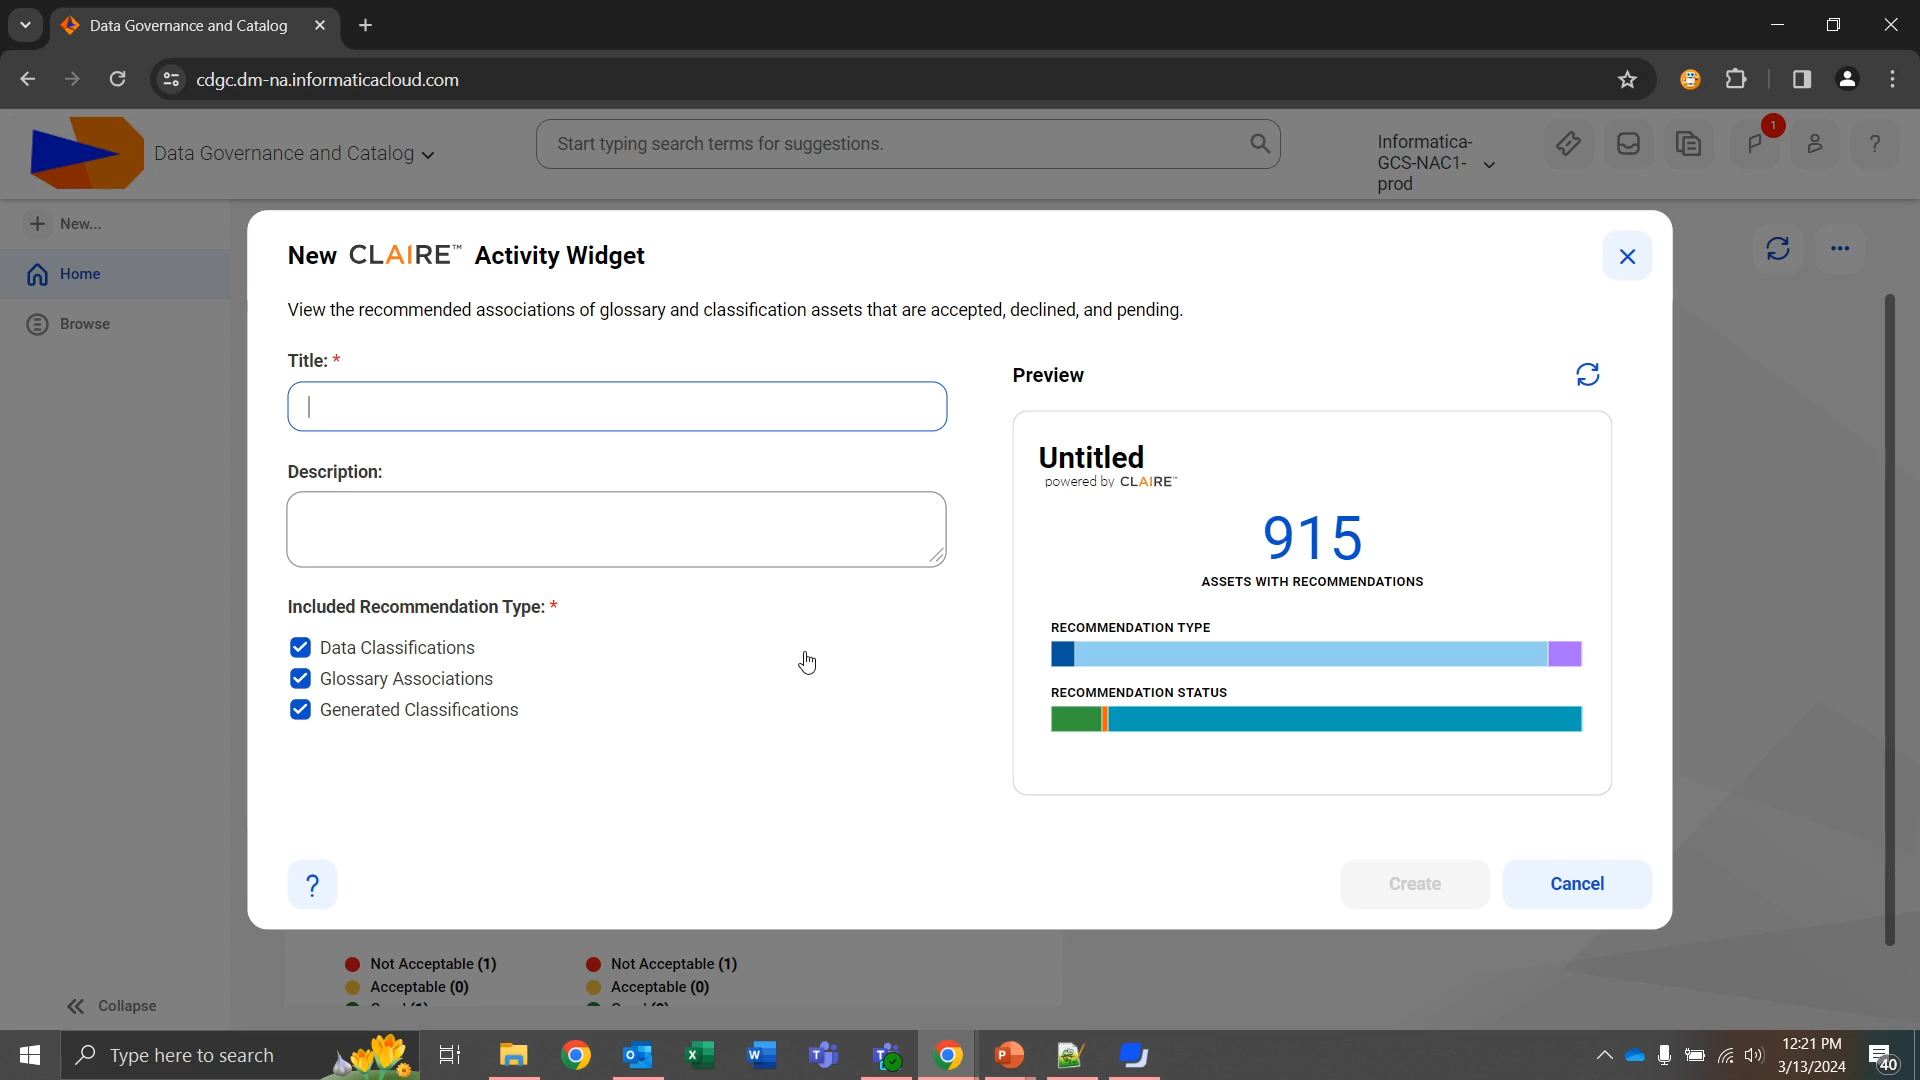 Data Governance and Catalog
cdgc.dm-na.informaticacloud.com
Data Governance and Catalog
Start typing search terms for suggestions.
Informatica-
GCS-NAC1-
prod
1
?
New...
Home
Browse
New CLAIRE™ Activity Widget
View the recommended associations of glossary and classification assets that are accepted, declined, and pending.
Title: *
Description:
Included Recommendation Type: *
Data Classifications
Glossary Associations
Generated Classifications
Preview
Untitled
powered by CLAIRE™
915
ASSETS WITH RECOMMENDATIONS
RECOMMENDATION TYPE
RECOMMENDATION STATUS
?
Create
Cancel
Not Acceptable (1)
Acceptable (0)
Not Acceptable (1)
Acceptable (0)
Collapse
Type here to search
12:21 PM
3/13/2024
40